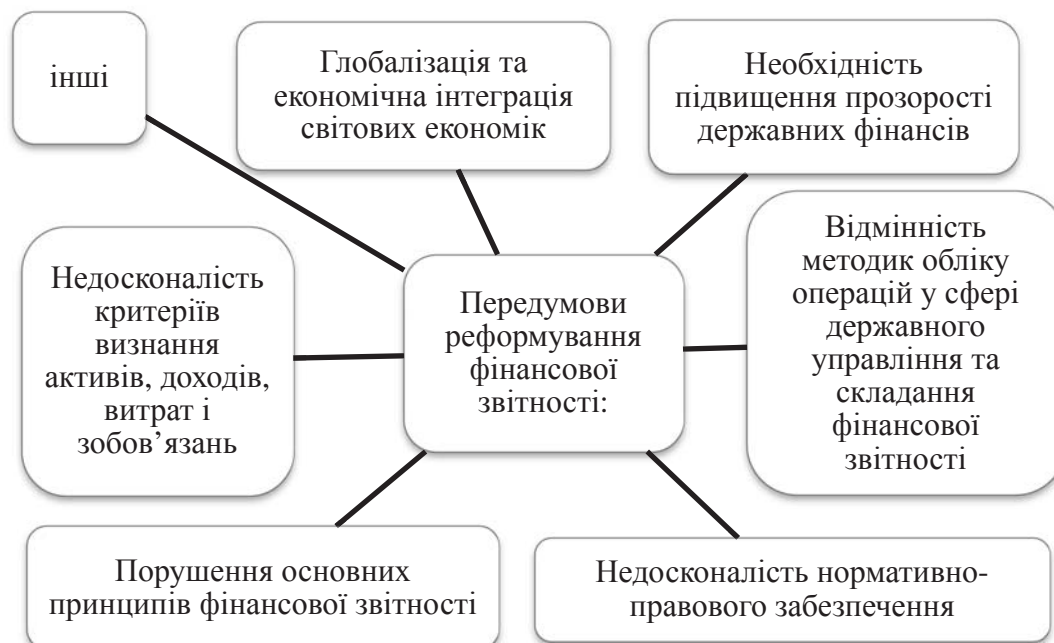 інші
Глобалізація та
економічна інтеграція
світових економік
Необхідність
підвищення прозорості
державних фінансів
Недосконалість
критеріїв
визнання
активів, доходів,
витрат і
зобов’язань
Передумови
реформування
фінансової
звітності:
Відмінність
методик обліку
операцій у сфері
державного
управління та
складання
фінансової
звітності
Порушення основних
принципів фінансової звітності
Недосконалість нормативно-
правового забезпечення